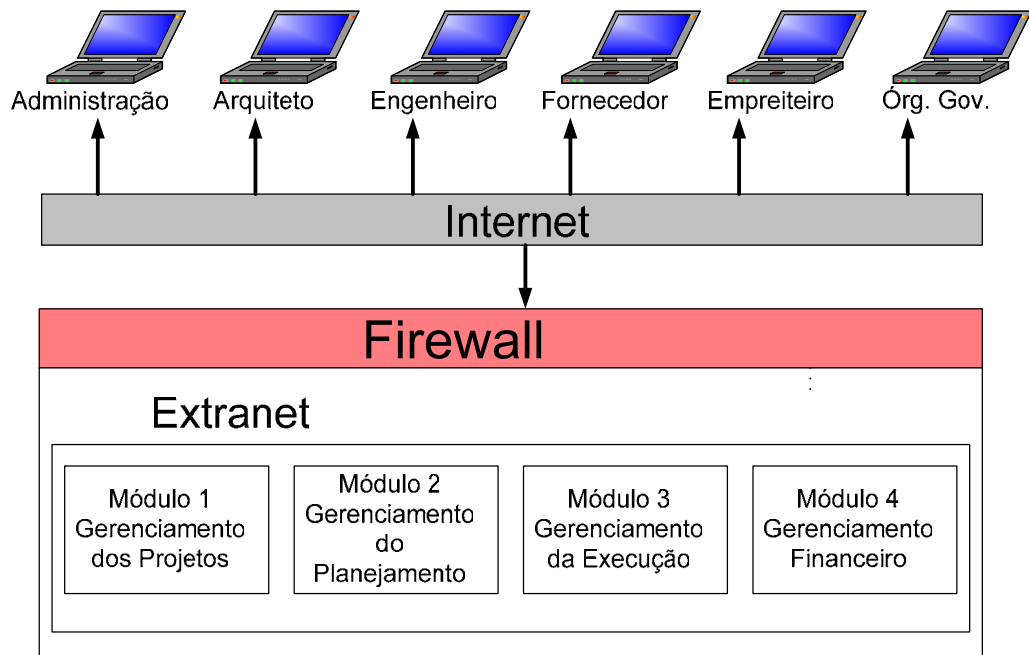 Administração
Arquiteto
Engenheiro
Fornecedor
Empreiteiro
Órg. Gov.
Internet
Firewall
Extranet
Módulo 1
Gerenciamento
dos Projetos
Módulo 2
Gerenciamento
do
Planejamento
Módulo 3
Gerenciamento
da Execução
Módulo 4
Gerenciamento
Financeiro